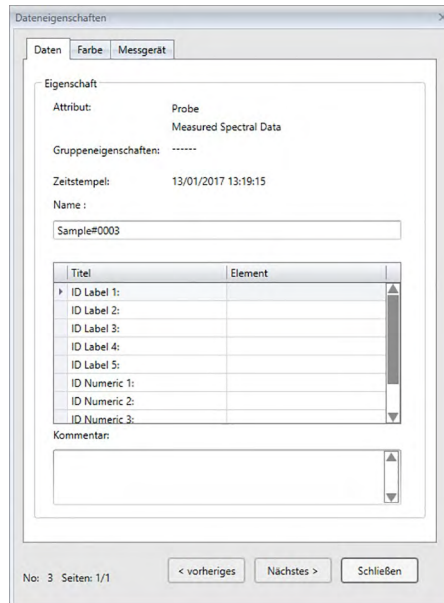 Dateneigenschaften
Daten Farbe Messgerät
Eigenschaft
Attribut: Probe
Measured Spectral Data
Gruppeneigenschaften: ------
Zeitstempel: 13/01/2017 13:19:15
Name :
Sample#0003
Titel Element
ID Label 1:
ID Label 2:
ID Label 3:
ID Label 4:
ID Label 5:
ID Numeric 1:
ID Numeric 2:
ID Numeric 3:
Kommentar:
No: 3 Seiten: 1/1 < vorheriges Nächstes > Schließen